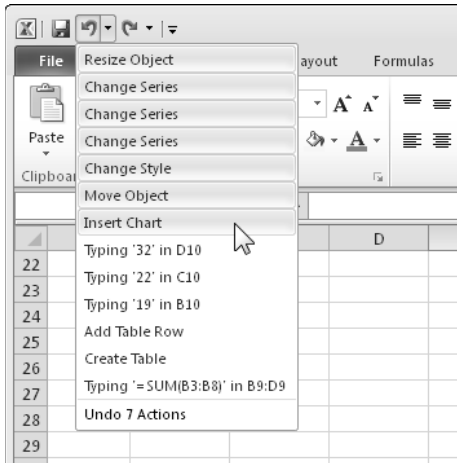 File
ayout
Formulas
Resize Object
Change Series
Change Series
Change Series
Change Style
Move Object
Insert Chart
Typing '32' in D10
Typing '22' in C10
Typing '19' in B10
Add Table Row
Create Table
Typing '=SUM(B3:B8)' in B9:D9
Undo 7 Actions
Paste
Clipboa
A A
A
D
22
23
24
25
26
27
28
29